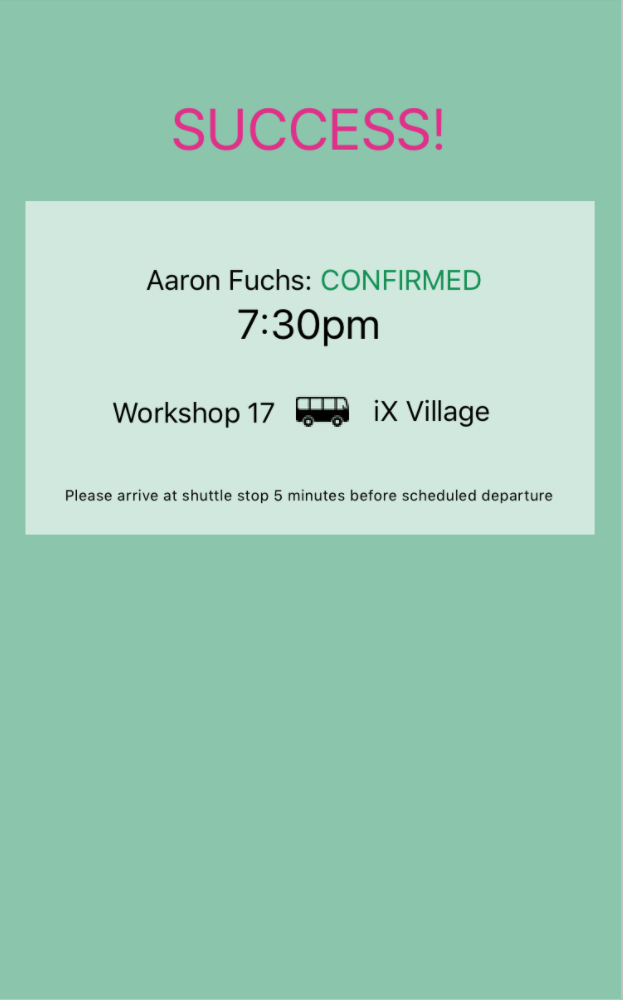 SUCCESS!
Aaron Fuchs: CONFIRMED
7:30pm
Workshop 17 iX Village
Please arrive at shuttle stop 5 minutes before scheduled departure